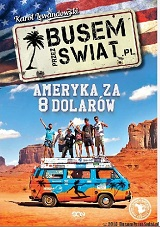 Karol Lewandowski
BUSEM
PRZEZ
ŚWIAT.PL
AMERYKA ZA
8 DOLARÓW